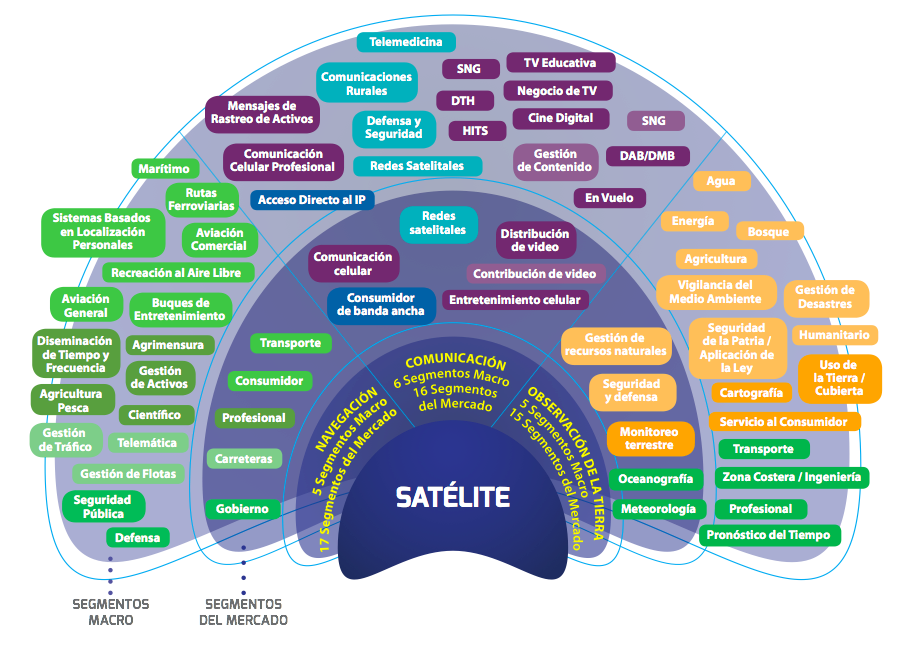 Telemedicina
SNG
TV Educativa
Comunicaciones
Rurales
Negocio de TV
DTH
Mensajes de
Rastreo de Activos
Defensa y
Seguridad
Cine Digital
SNG
HITS
Comunicación
Celular Profesional
Redes Satelitales
Gestión
de Contenido
DAB/DMB
Acceso Directo al IP
En Vuelo
Marítimo
Rutas
Ferroviarias
Sistemas Basados
en Localización
Personales
Aviación
Comercial
Recreación al Aire Libre
Aviación
General
Buques de
Entretenimiento
Diseminación
de Tiempo y
Frecuencia
Agrimensura
Gestión
de Activos
Agricultura
Pesca
Científico
Gestión
de Tráfico
Telemática
Gestión de Flotas
Seguridad
Pública
Defensa
Redes
satelitales
Distribución
de video
Comunicación
celular
Contribución de video
Consumidor
de banda ancha
Entretenimiento celular
Transporte
Consumidor
Profesional
Carreteras
Gobierno
Gestión de
recursos naturales
Seguridad
y defensa
Monitoreo
terrestre
Oceanografía
Meteorología
Agua
Energía
Bosque
Agricultura
Vigilancia del
Medio Ambiente
Gestión de
Desastres
Seguridad
de la Patria /
Aplicación de
la Ley
Humanitario
Uso de
la Tierra /
Cubierta
Cartografía
Servicio al Consumidor
Transporte
Zona Costera / Ingeniería
Profesional
Pronóstico del Tiempo
NAVEGACIÓN
5 Segmentos Macro
17 Segmentos del Mercado
COMUNICACIÓN
6 Segmentos Macro
16 Segmentos
del Mercado
OBSERVACIÓN DE LA TIERRA
5 Segmentos Macro
15 Segmentos del Mercado
SATÉLITE
SEGMENTOS
MACRO
SEGMENTOS
DEL MERCADO